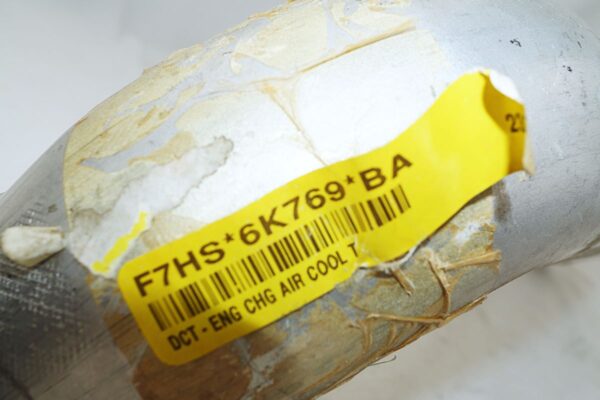 F7HS*6K769*BA
DCT - ENG CHG AIR COOL